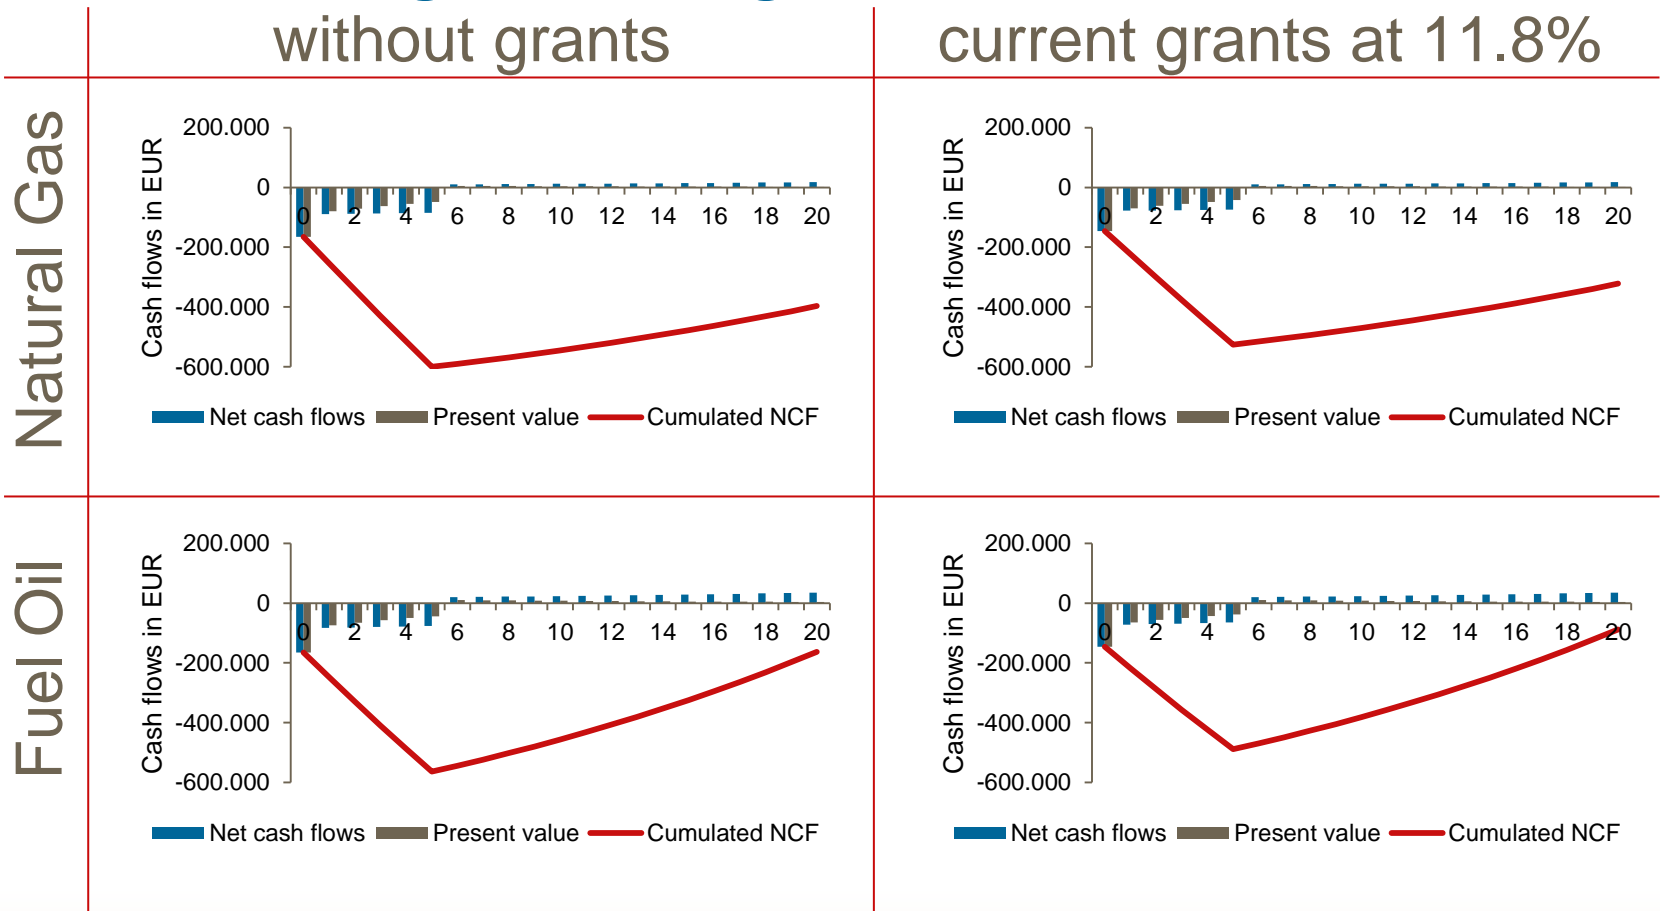 without grants
current grants at 11.8%
Natural Gas
Cash flows in EUR
200.000
0
-200.000
-400.000
-600.000
0 2 4 6 8 10 12 14 16 18 20
Net cash flows Present value Cumulated NCF
Cash flows in EUR
200.000
0
-200.000
-400.000
-600.000
0 2 4 6 8 10 12 14 16 18 20
Net cash flows Present value Cumulated NCF
Fuel Oil
Cash flows in EUR
200.000
0
-200.000
-400.000
-600.000
0 2 4 6 8 10 12 14 16 18 20
Net cash flows Present value Cumulated NCF
Cash flows in EUR
200.000
0
-200.000
-400.000
-600.000
0 2 4 6 8 10 12 14 16 18 20
Net cash flows Present value Cumulated NCF